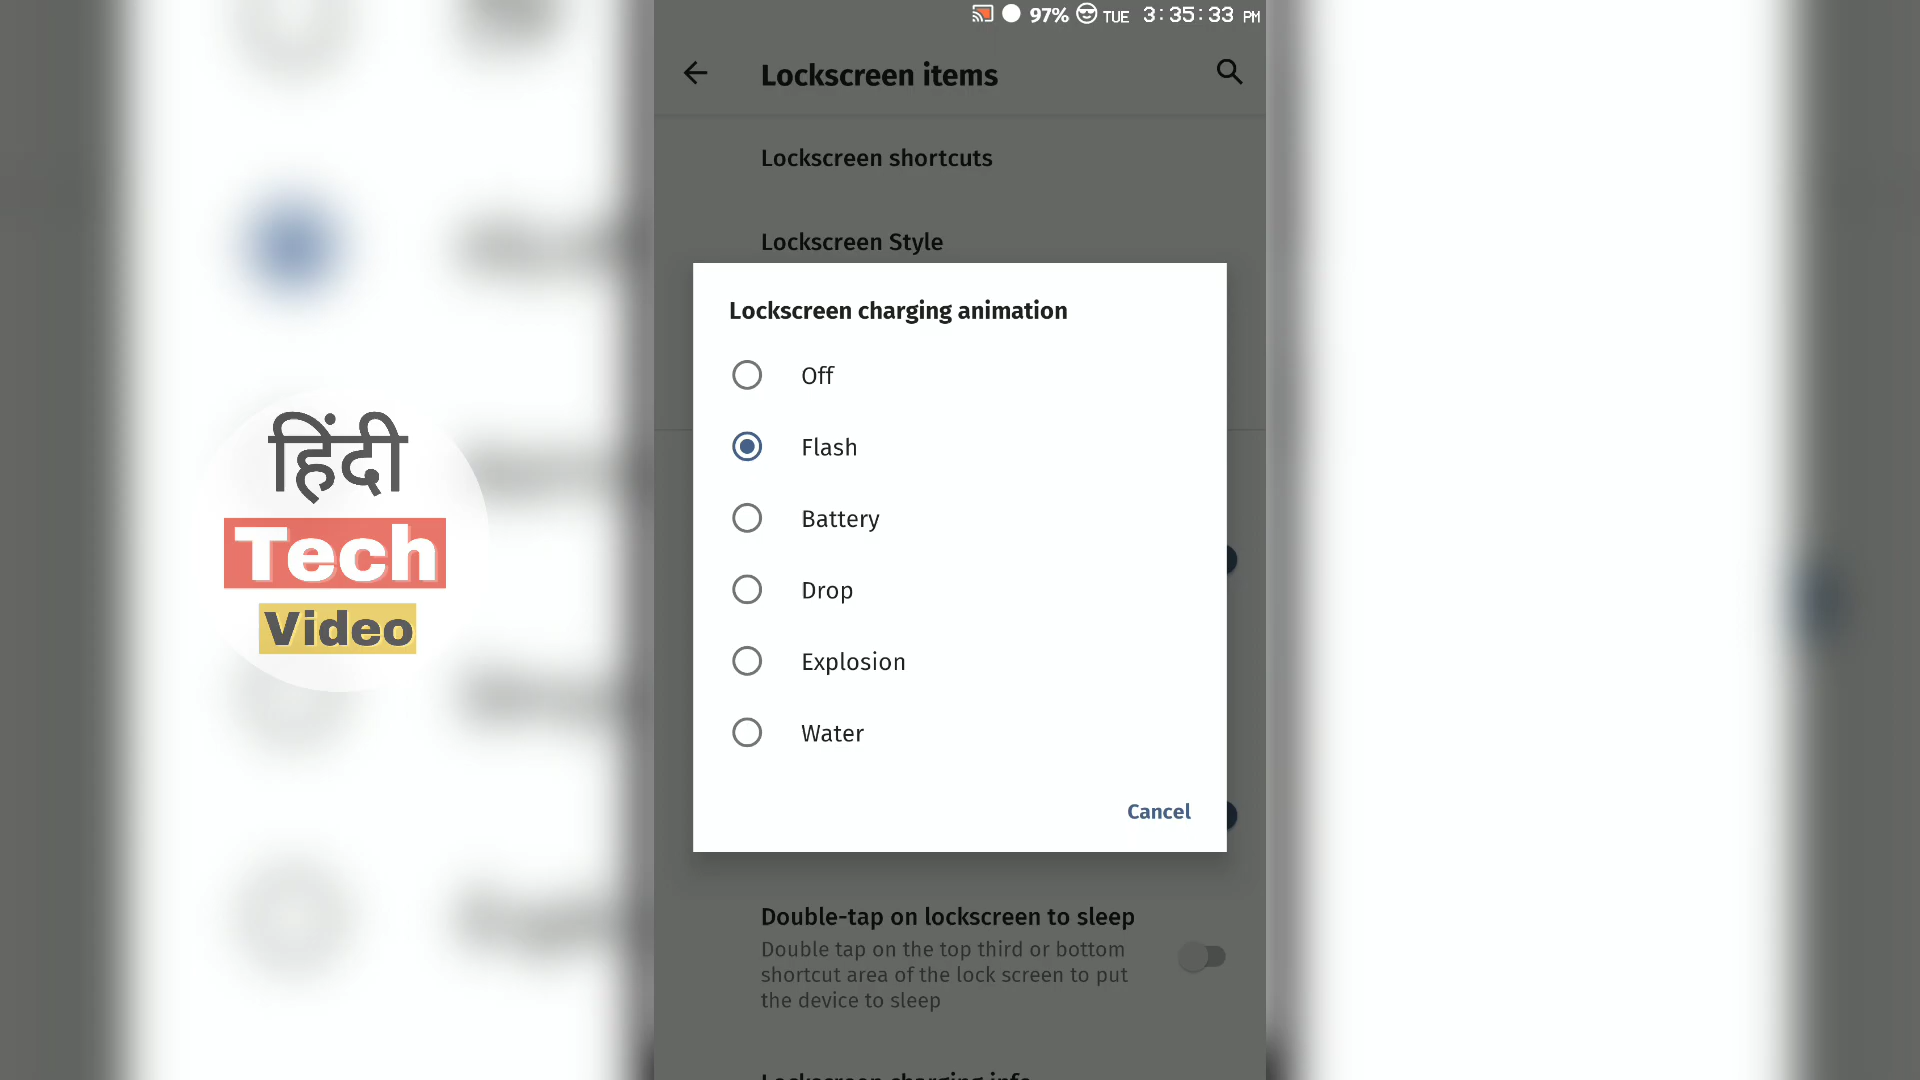 97% TUE 3:35:33 PM
Lockscreen items
Lockscreen shortcuts
Lockscreen Style
Lockscreen charging animation
Off
Flash
Battery
Drop
Explosion
Water
Cancel
Double-tap on lockscreen to sleep
Double tap on the top third or bottom
shortcut area of the lock screen to put
the device to sleep
Lockscreen charging info
हिंदी
Tech
Video